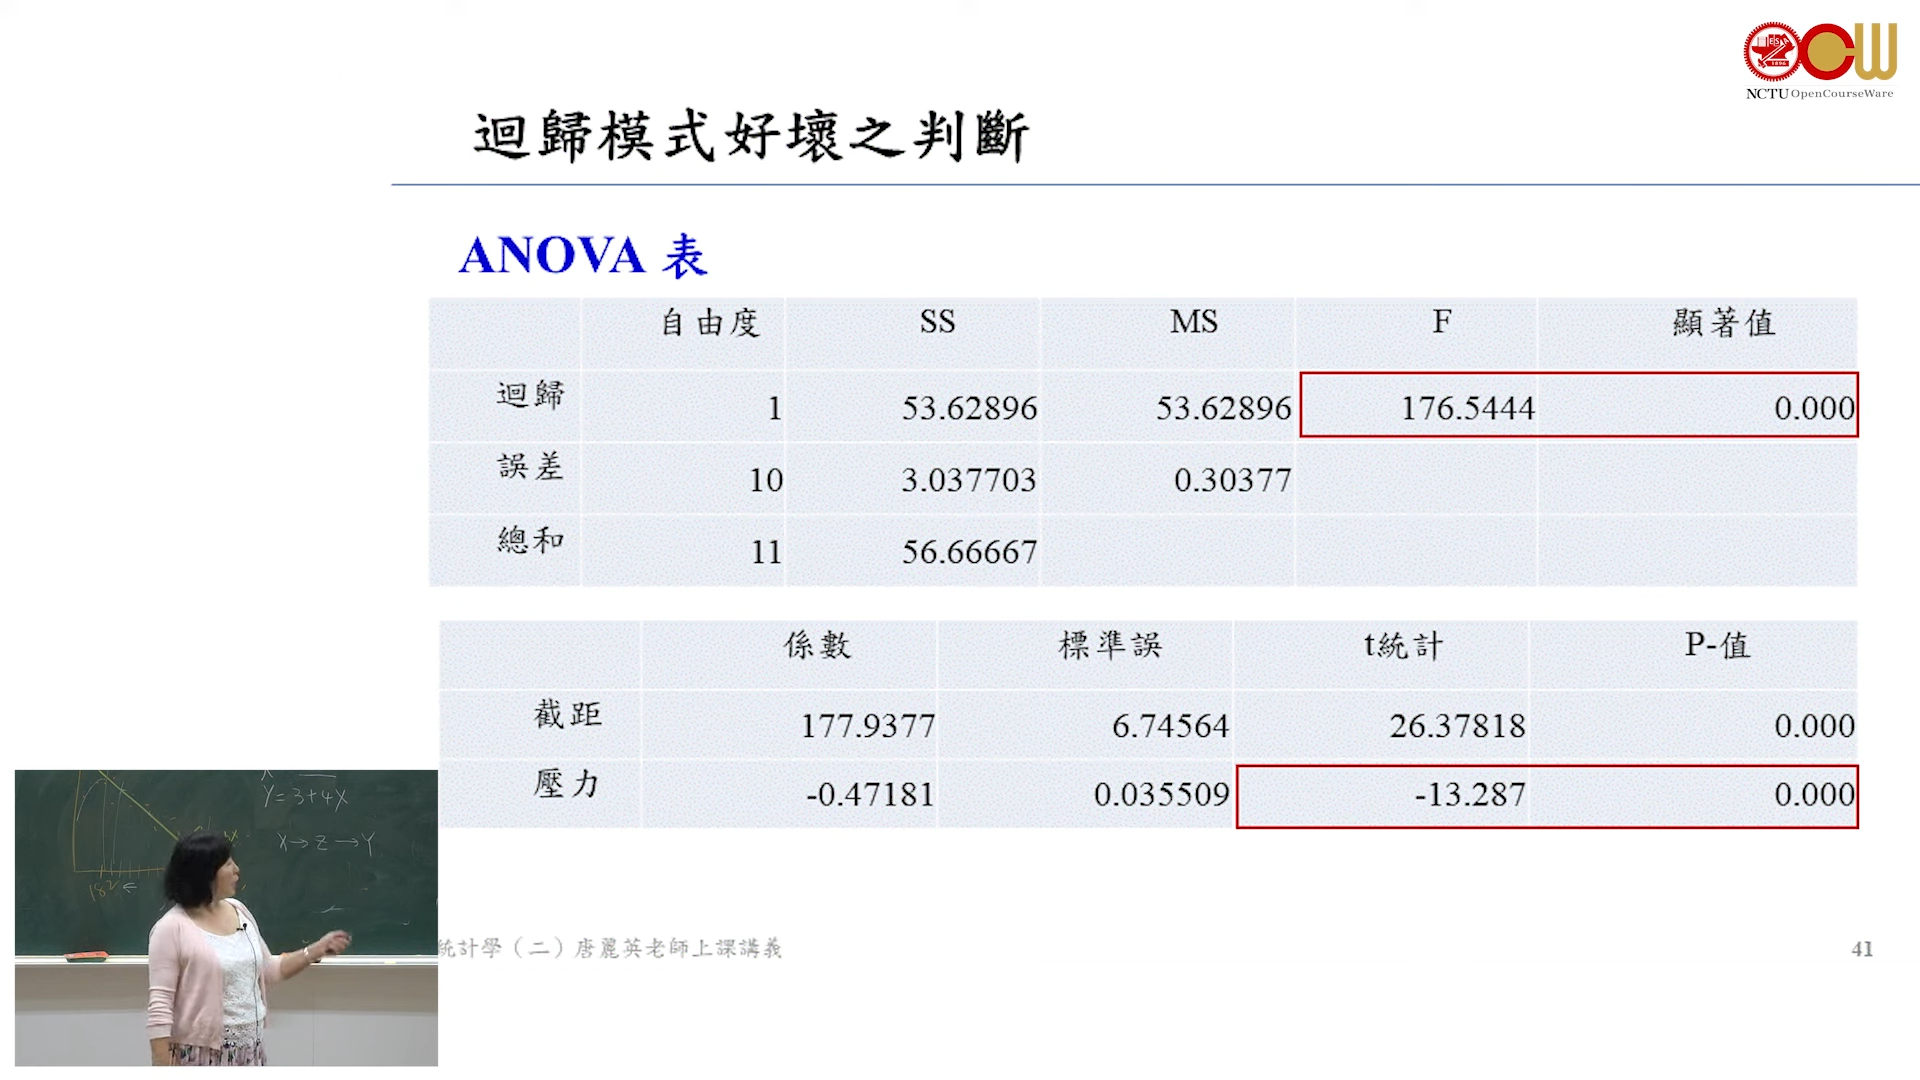 NCTU OpenCourseWare
迴歸模式好壞之判斷
ANOVA 表
自由度 SS MS F 顯著值
迴歸 1 53.62896 53.62896 176.5444 0.000
誤差 10 3.037703 0.30377
總和 11 56.66667
係數 標準誤 t統計 P-值
截距 177.9377 6.74564 26.37818 0.000
壓力 -0.47181 0.035509 -13.287 0.000
Y=3+4X
X→Z→Y
統計學（二）唐麗英老師上課講義
41